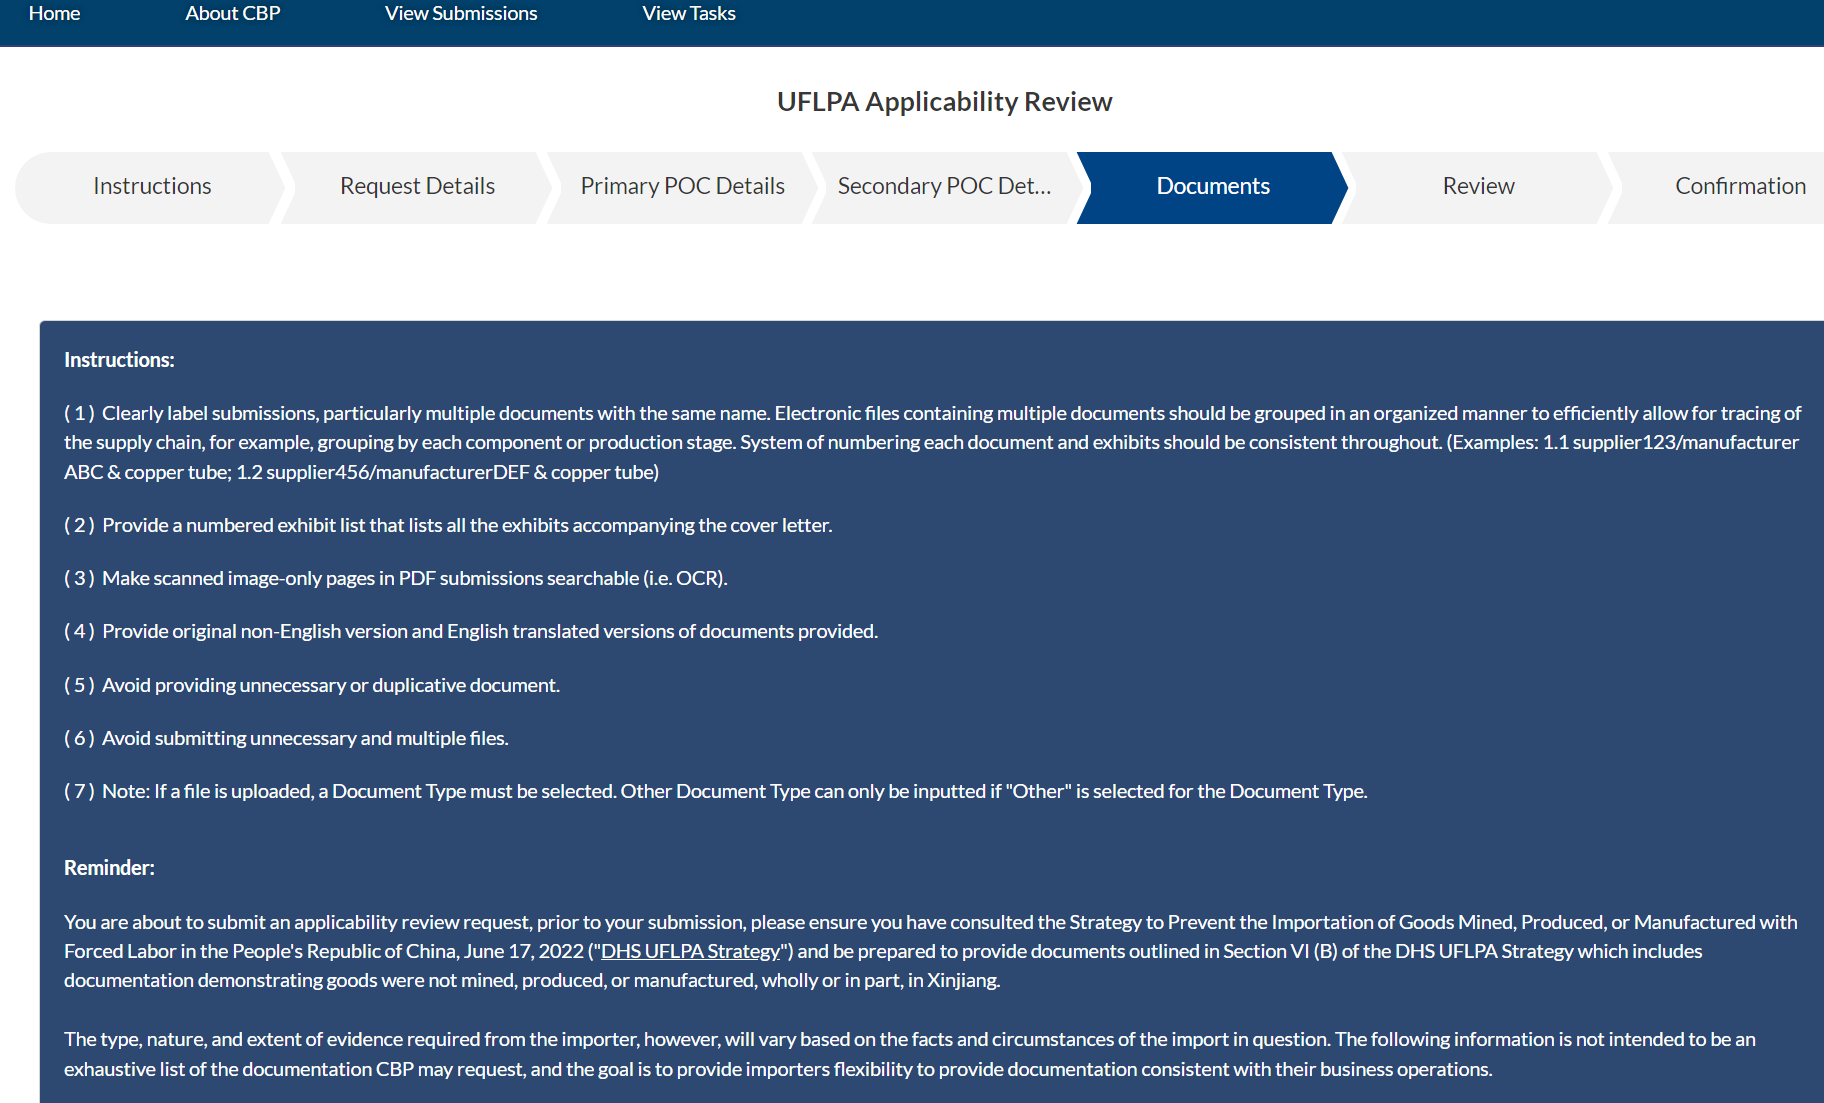 Home About CBP View Submissions View Tasks
UFLPA Applicability Review
Instructions Request Details Primary POC Details Secondary POC Det... Documents Review Confirmation
Instructions:
( 1 ) Clearly label submissions, particularly multiple documents with the same name. Electronic files containing multiple documents should be grouped in an organized manner to efficiently allow for tracing of
the supply chain, for example, grouping by each component or production stage. System of numbering each document and exhibits should be consistent throughout. (Examples: 1.1 supplier123/manufacturer
ABC & copper tube; 1.2 supplier456/manufacturerDEF & copper tube)
( 2 ) Provide a numbered exhibit list that lists all the exhibits accompanying the cover letter.
( 3 ) Make scanned image-only pages in PDF submissions searchable (i.e. OCR).
( 4 ) Provide original non-English version and English translated versions of documents provided.
( 5 ) Avoid providing unnecessary or duplicative document.
( 6 ) Avoid submitting unnecessary and multiple files.
( 7 ) Note: If a file is uploaded, a Document Type must be selected. Other Document Type can only be inputted if "Other" is selected for the Document Type.
Reminder:
You are about to submit an applicability review request, prior to your submission, please ensure you have consulted the Strategy to Prevent the Importation of Goods Mined, Produced, or Manufactured with
Forced Labor in the People's Republic of China, June 17, 2022 ("DHS UFLPA Strategy") and be prepared to provide documents outlined in Section VI (B) of the DHS UFLPA Strategy which includes
documentation demonstrating goods were not mined, produced, or manufactured, wholly or in part, in Xinjiang.
The type, nature, and extent of evidence required from the importer, however, will vary based on the facts and circumstances of the import in question. The following information is not intended to be an
exhaustive list of the documentation CBP may request, and the goal is to provide importers flexibility to provide documentation consistent with their business operations.